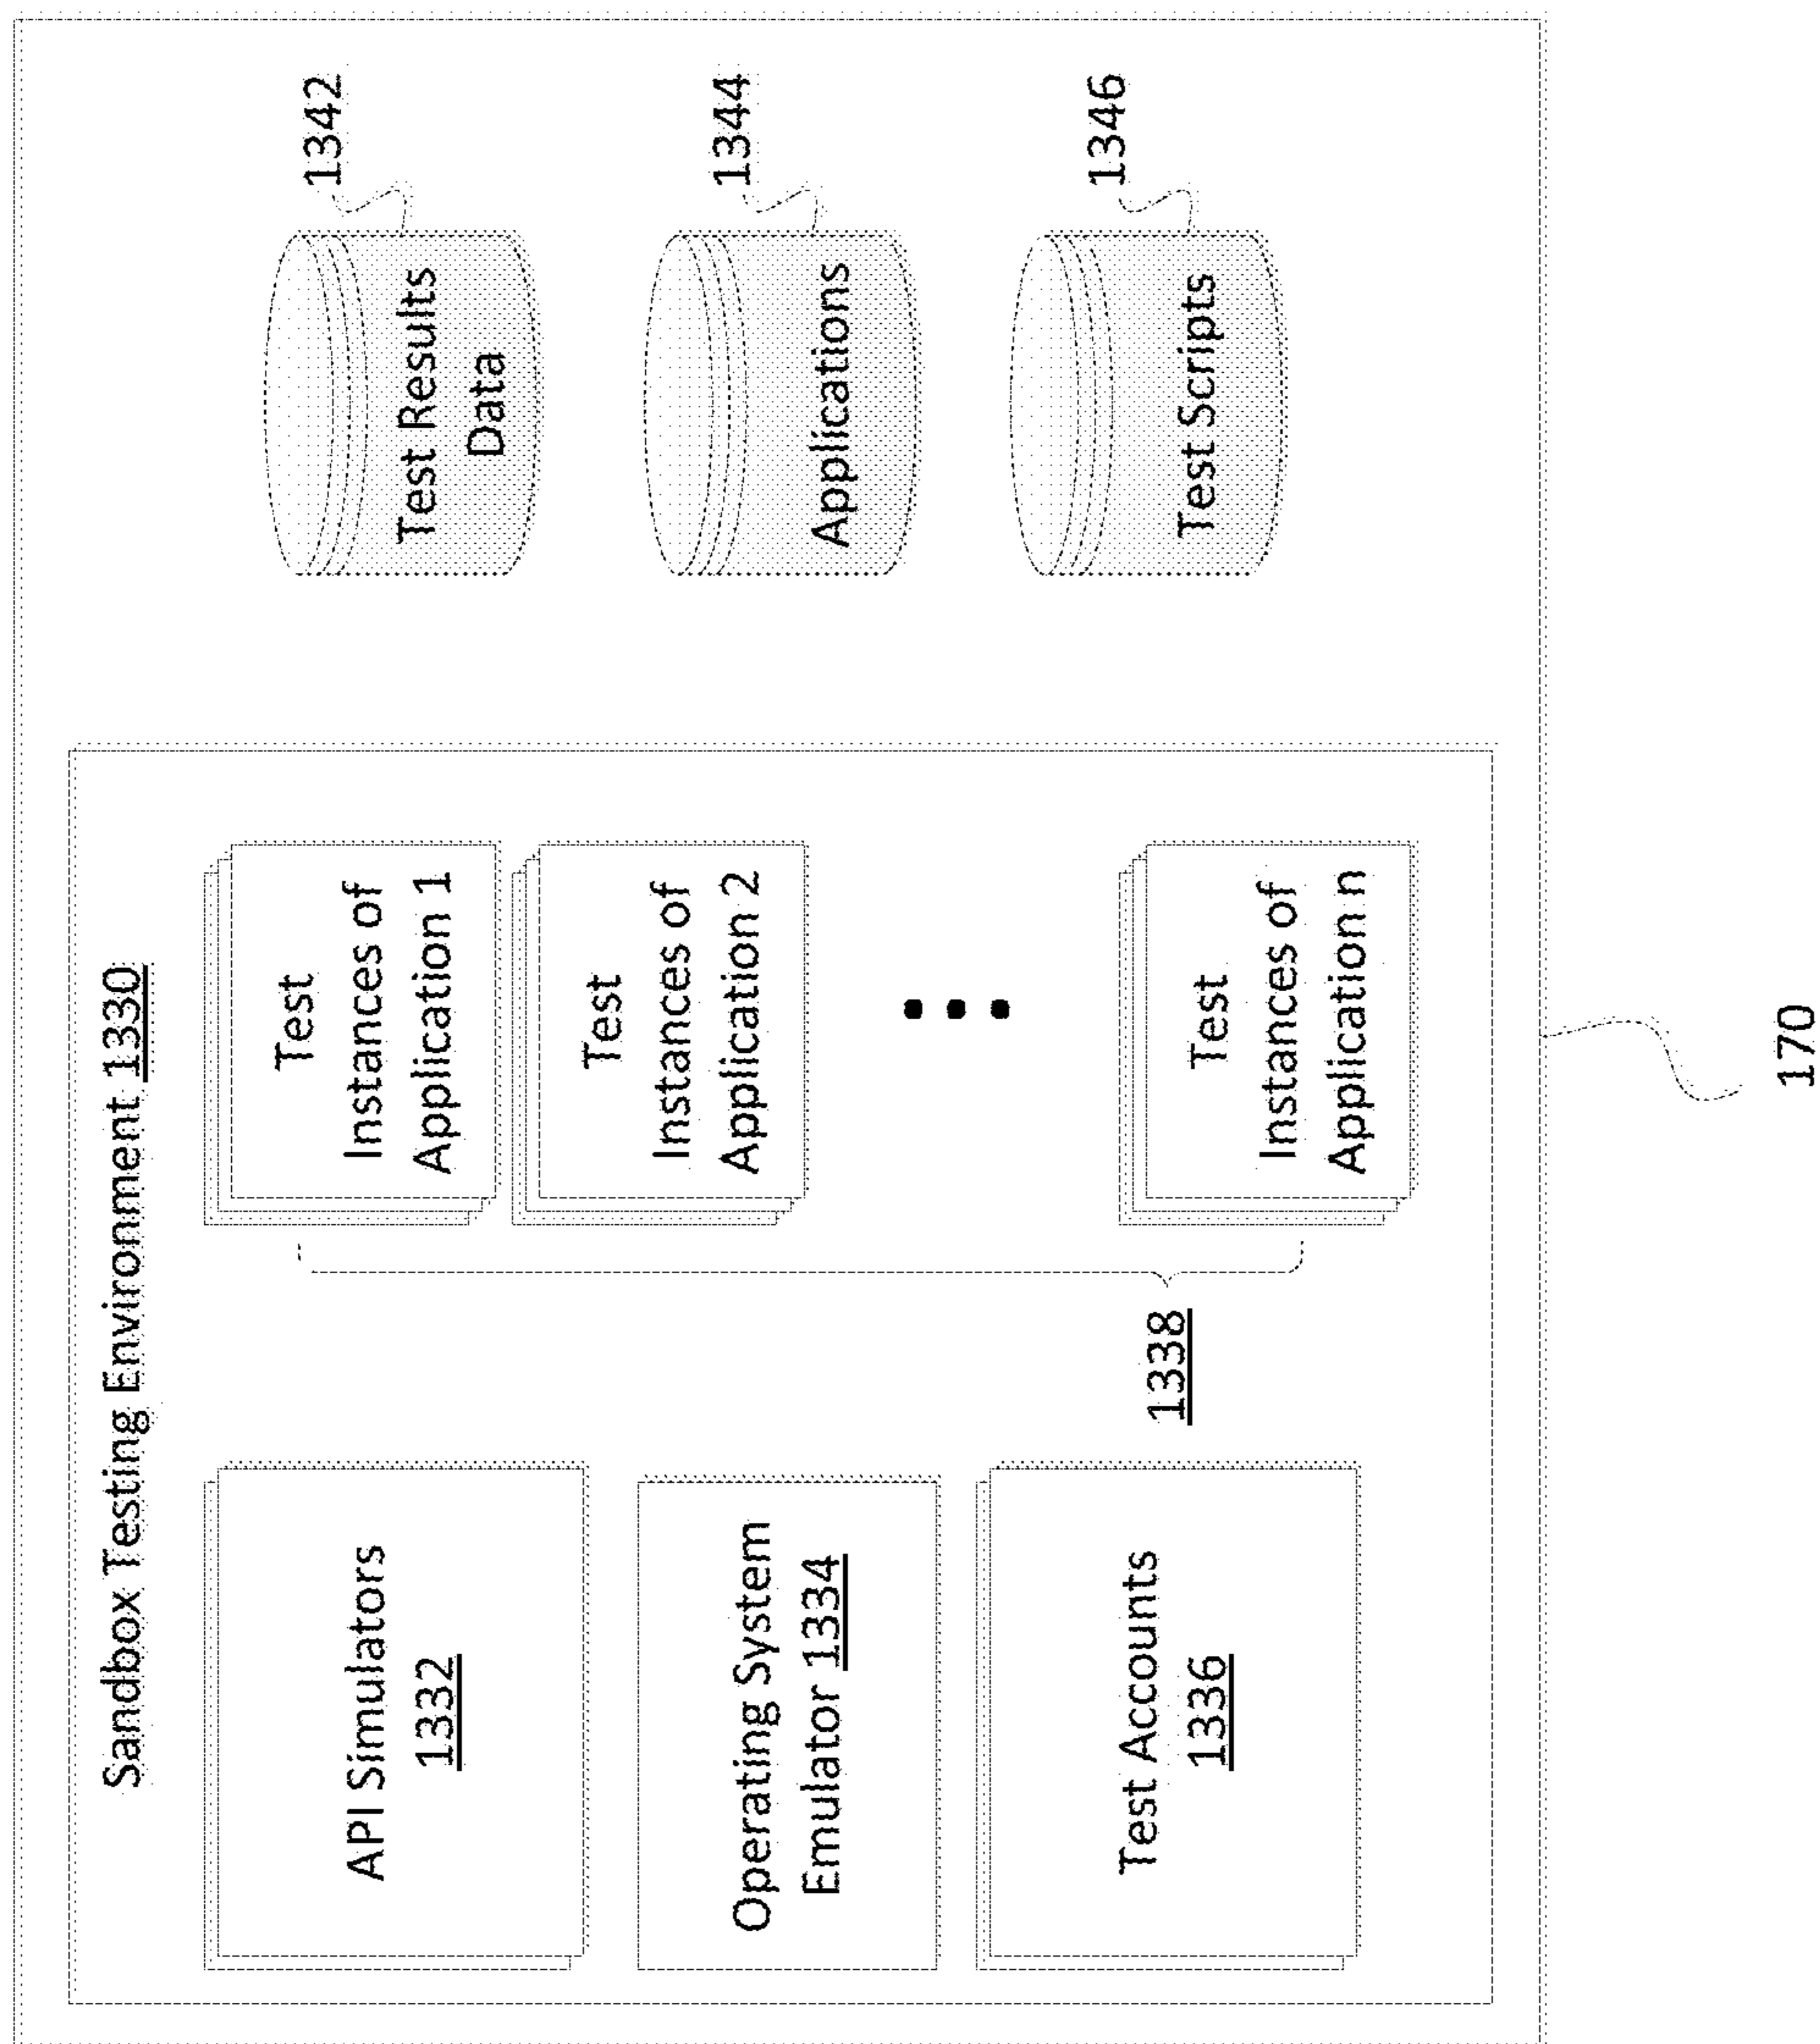 Sandbox Testing Environment 1330
API Simulators
1332
Operating System
Emulator 1334
Test Accounts
1336
1338
Test
Instances of
Application 1
Test
Instances of
Application 2
Test
Instances of
Application n
Test Results
Data
1342
Applications
1344
Test Scripts
1346
170